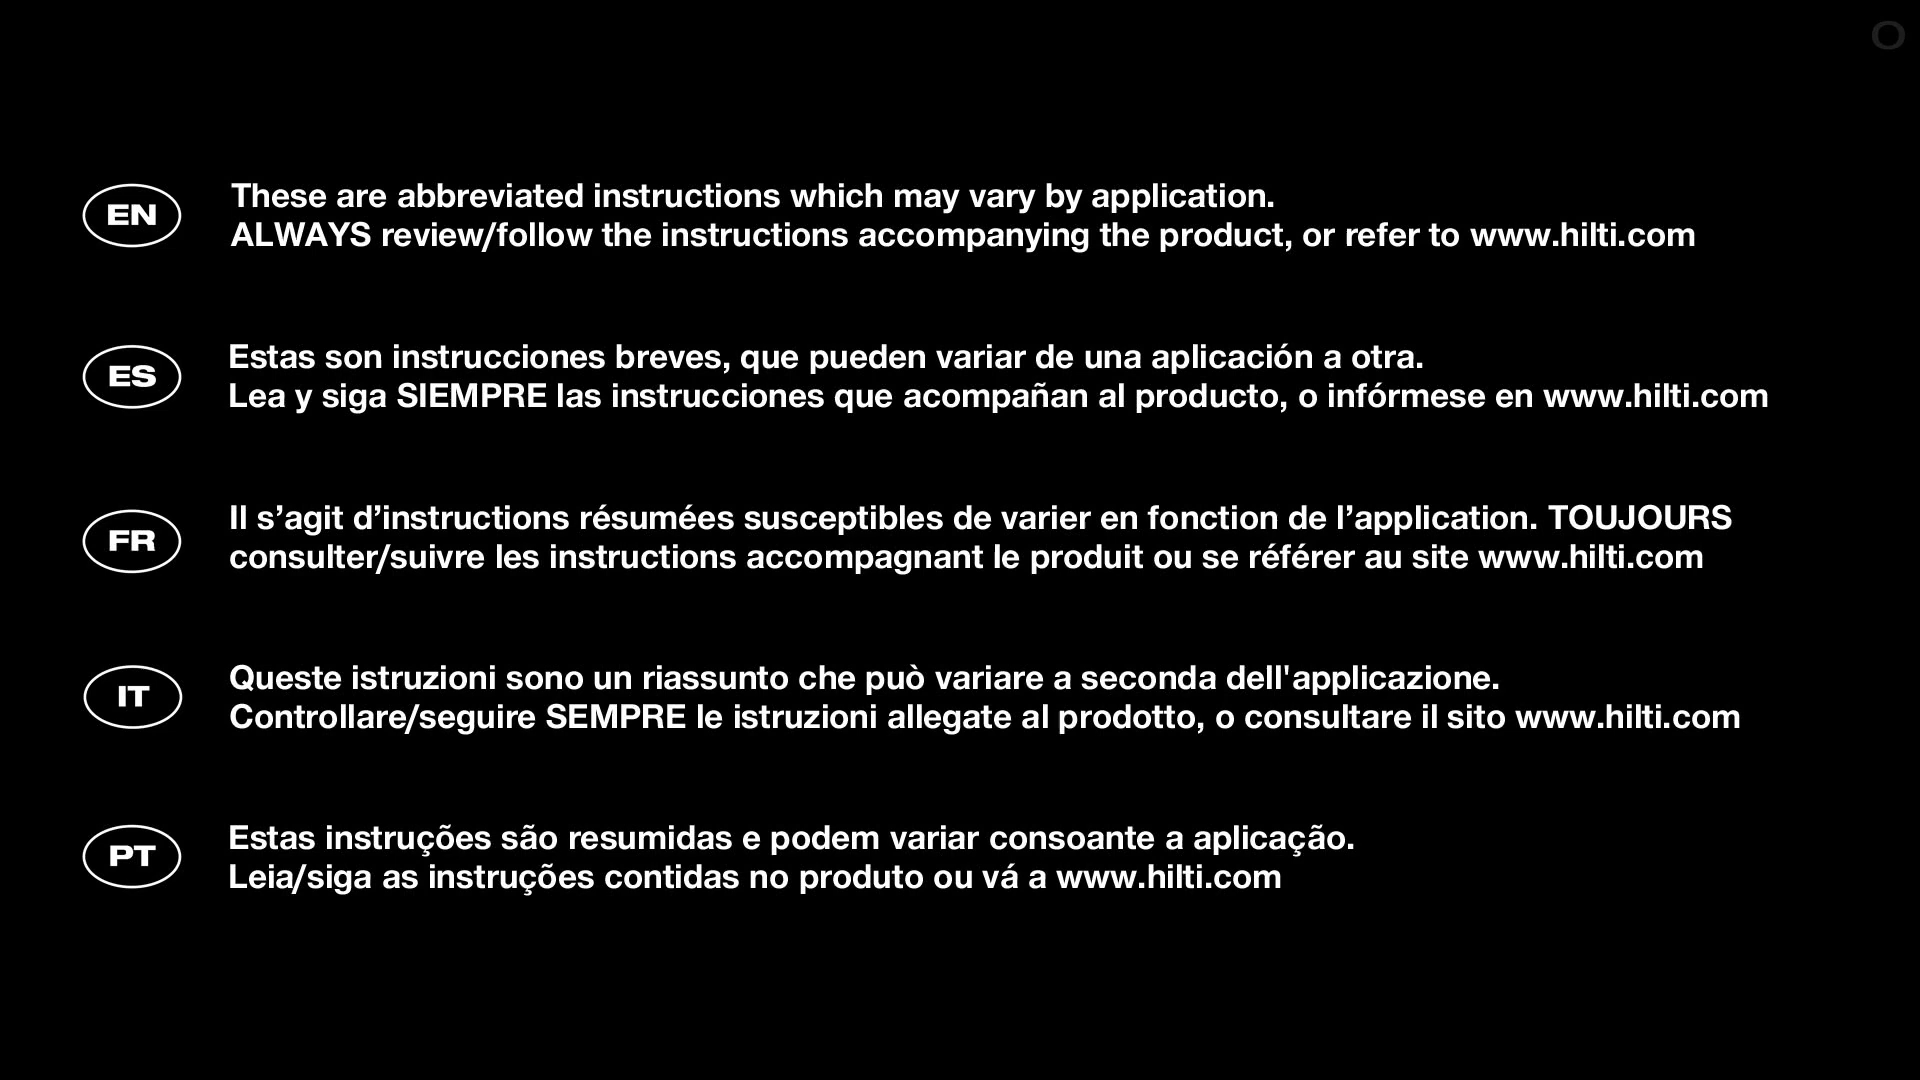 O
EN
These are abbreviated instructions which may vary by application.
ALWAYS review/follow the instructions accompanying the product, or refer to www.hilti.com
ES
Estas son instrucciones breves, que pueden variar de una aplicación a otra.
Lea y siga SIEMPRE las instrucciones que acompañan al producto, o infórmese en www.hilti.com
FR
Il s’agit d’instructions résumées susceptibles de varier en fonction de l’application. TOUJOURS
consulter/suivre les instructions accompagnant le produit ou se référer au site www.hilti.com
IT
Queste istruzioni sono un riassunto che può variare a seconda dell'applicazione.
Controllare/seguire SEMPRE le istruzioni allegate al prodotto, o consultare il sito www.hilti.com
PT
Estas instruções são resumidas e podem variar consoante a aplicação.
Leia/siga as instruções contidas no produto ou vá a www.hilti.com